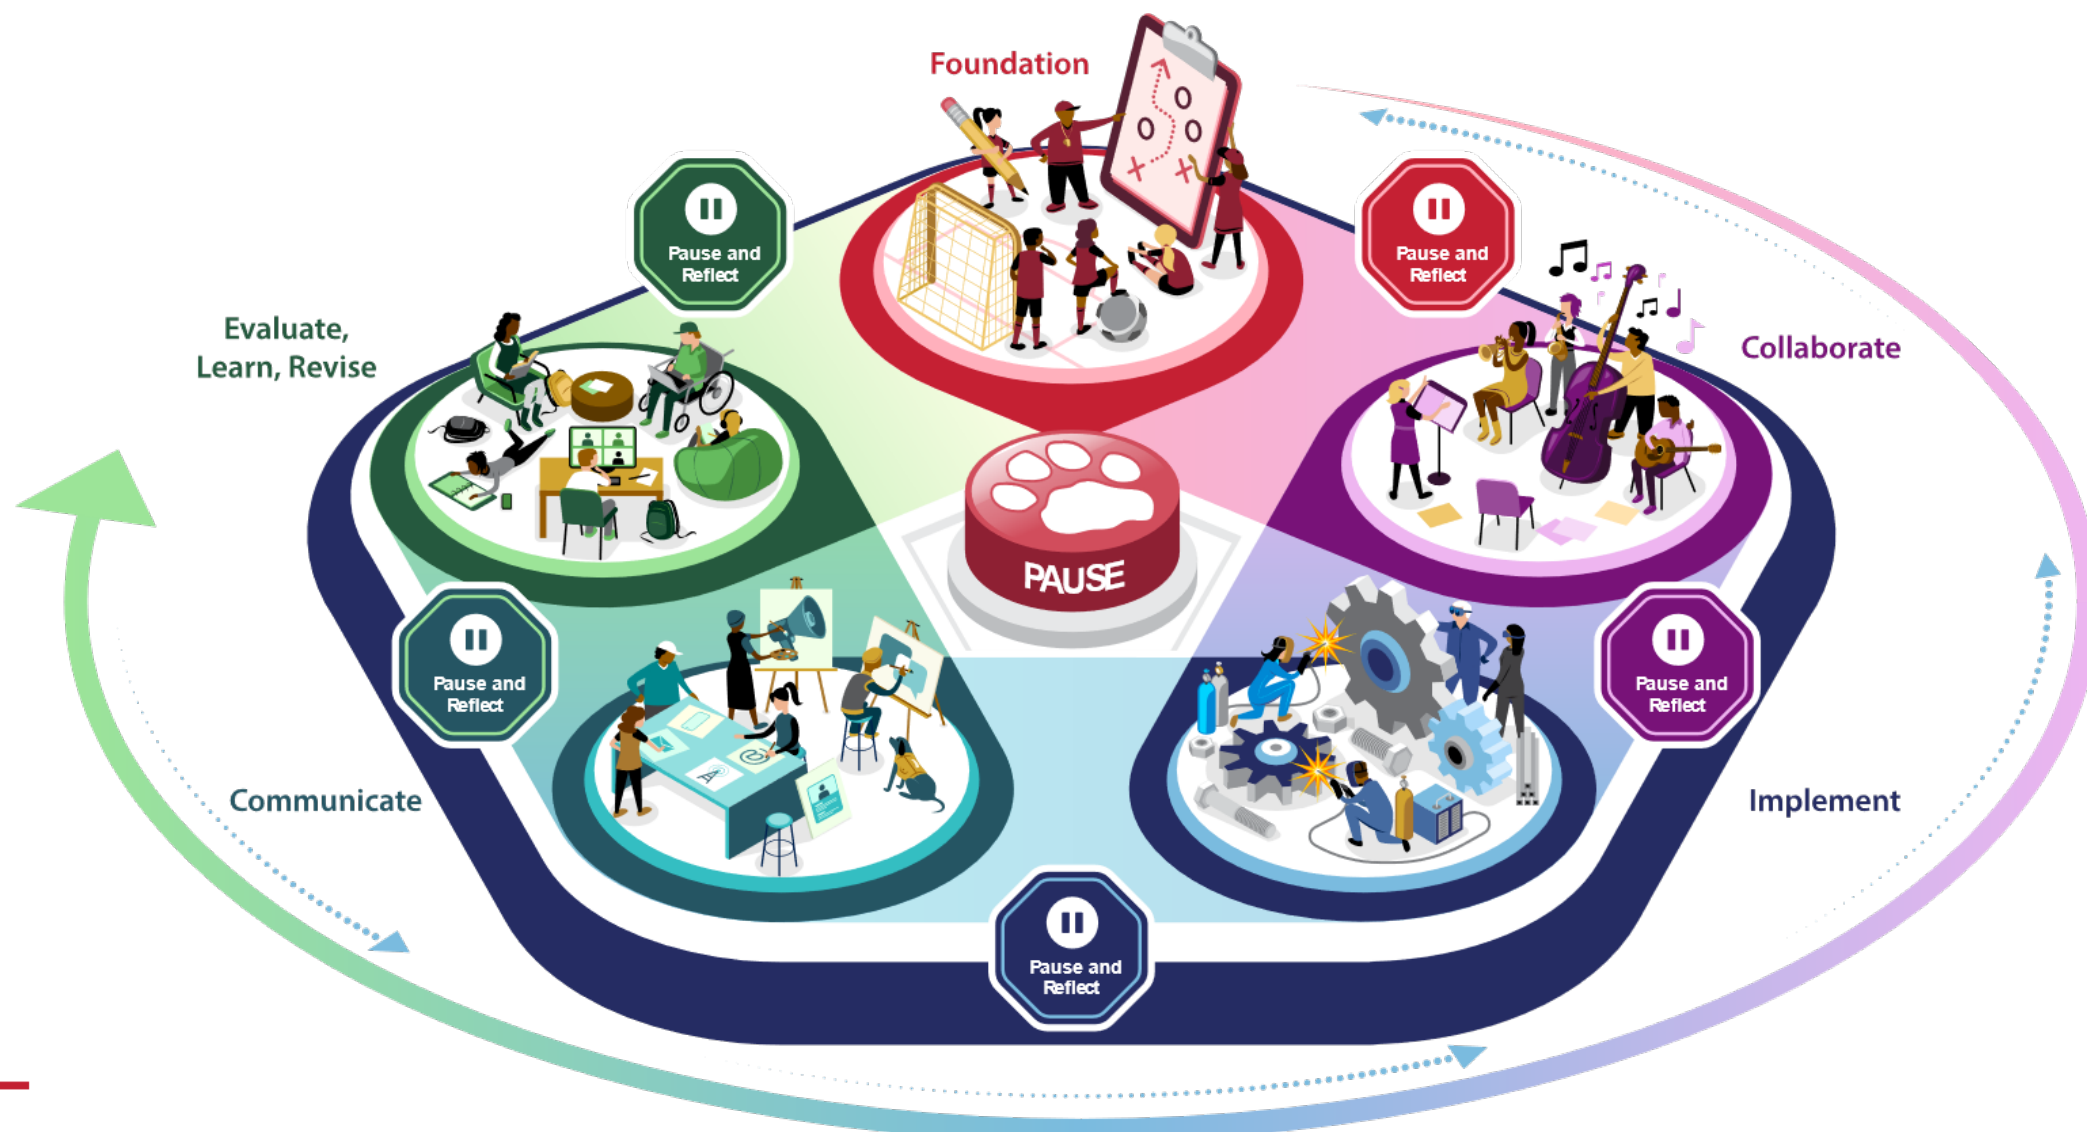 Foundation
Pause and
Reflect
Pause and
Reflect
Evaluate,
Learn, Revise
Collaborate
PAUSE
Pause and
Reflect
Pause and
Reflect
Communicate
Implement
Pause and
Reflect